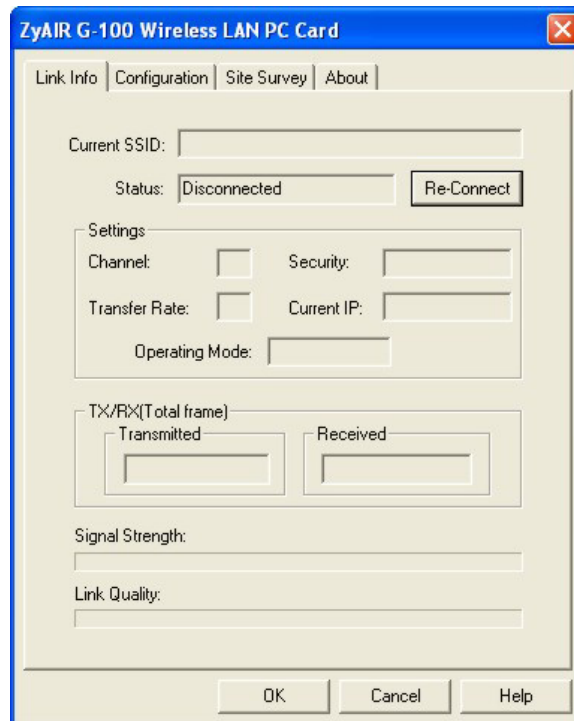 ZyAIR G-100 Wireless LAN PC Card
Link Info Configuration Site Survey About
Current SSID:
Status: Disconnected Re-Connect
Settings
Channel: Security:
Transfer Rate: Current IP:
Operating Mode:
TX/RX(Total frame)
Transmitted Received
Signal Strength:
Link Quality:
OK Cancel Help